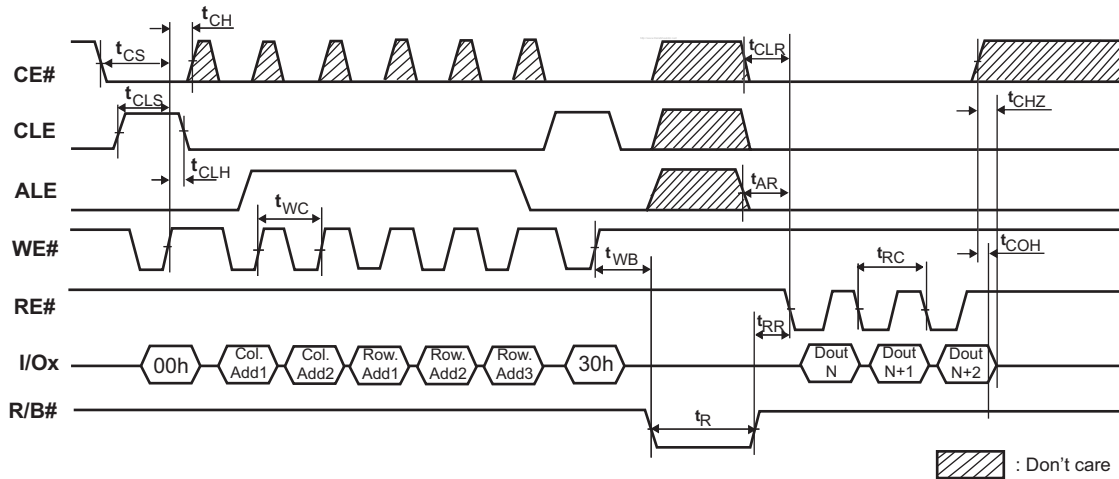 tCH
tCS
tCLR
CE#
tCLS
tCHZ
CLE
tCLH
ALE
tAR
tWC
WE#
tCOH
tWB
tRC
RE#
tRR
I/Ox
00h
Col. Add1
Col. Add2
Row. Add1
Row. Add2
Row. Add3
30h
Dout N
Dout N+1
Dout N+2
R/B#
tR
: Don't care